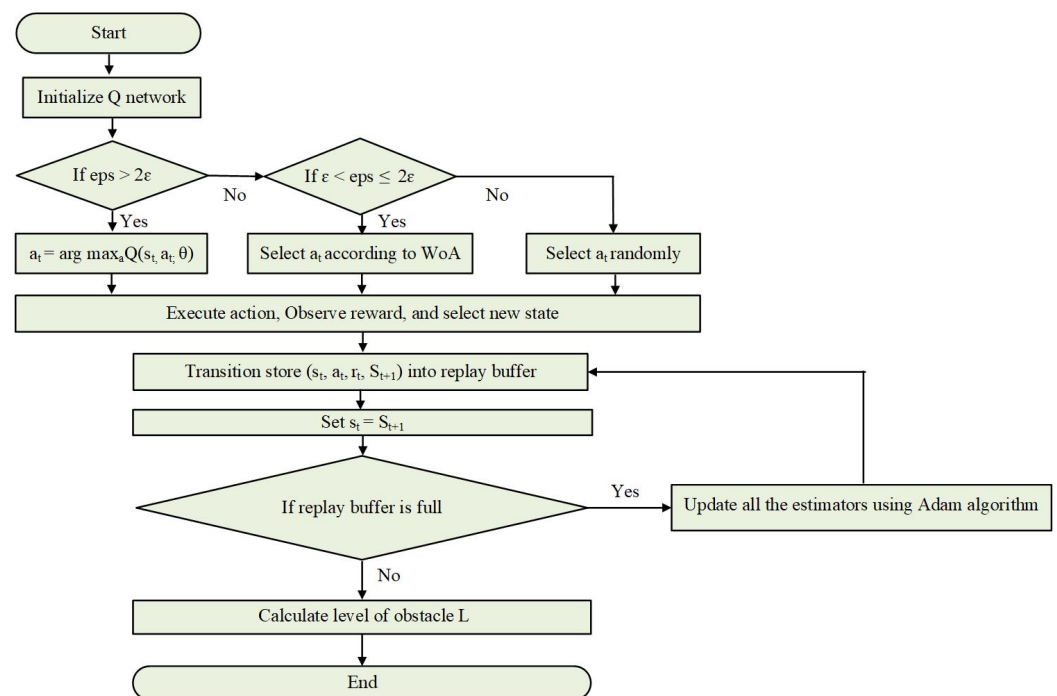 Start
Initialize Q network
If eps > 2ε
No
If ε < eps ≤ 2ε
No
Yes
Yes
aₜ = arg maxₐQ(sₜ, aₜ; θ)
Select aₜ according to WoA
Select aₜ randomly
Execute action, Observe reward, and select new state
Transition store (sₜ, aₜ, rₜ, Sₜ₊₁) into replay buffer
Set sₜ = Sₜ₊₁
If replay buffer is full
Yes
Update all the estimators using Adam algorithm
No
Calculate level of obstacle L
End